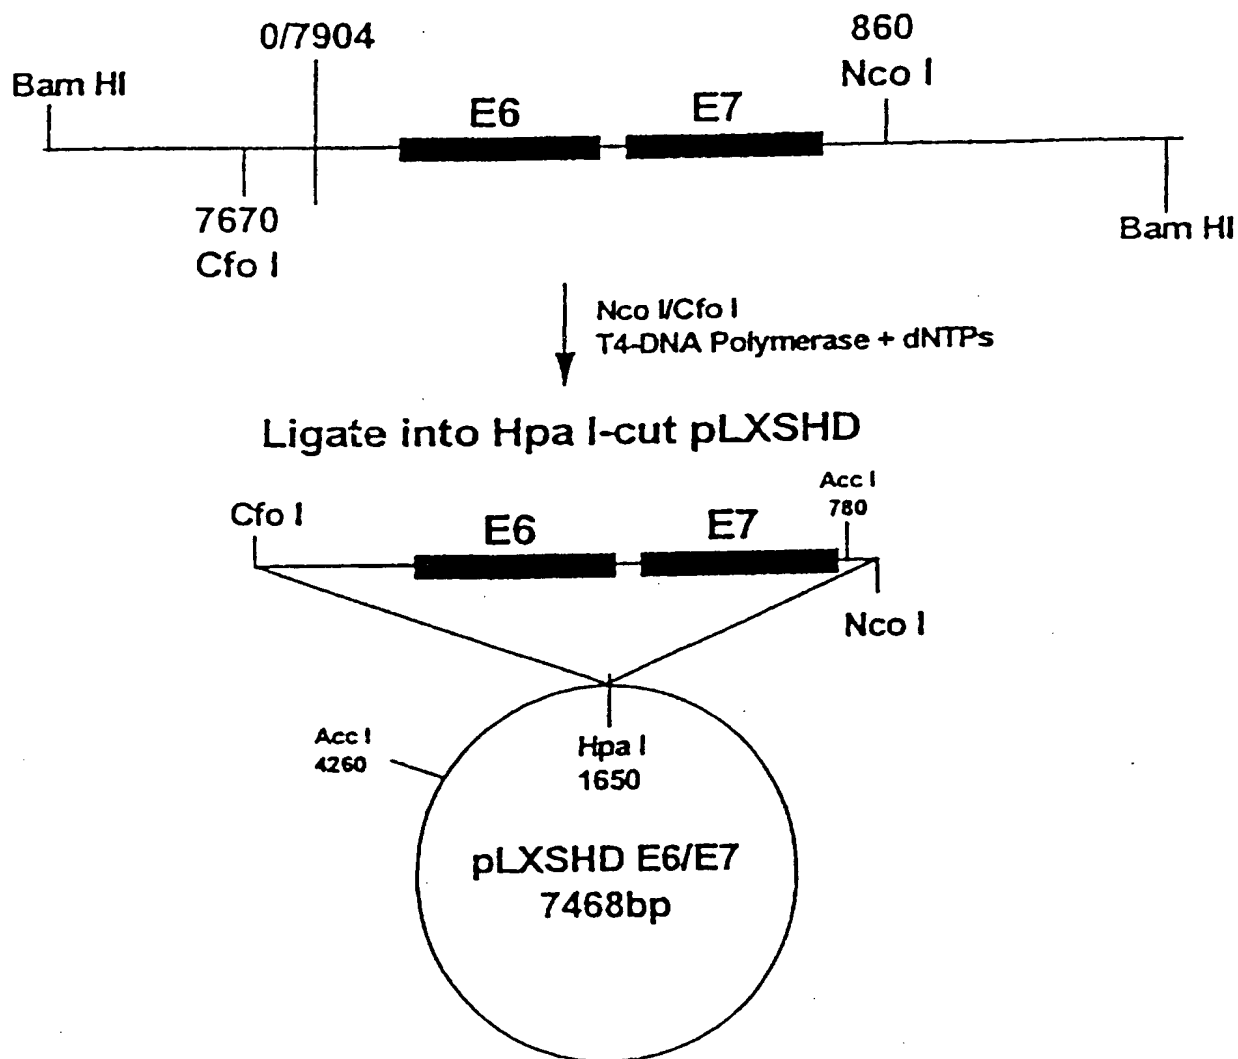 0/7904
860
Bam HI
Nco I
E6
E7
7670
Cfo I
Bam HI
Nco I/Cfo I
T4-DNA Polymerase + dNTPs
Ligate into Hpa I-cut pLXSHD
Acc I
780
Cfo I
E6
E7
Nco I
Acc I
4260
Hpa I
1650
pLXSHD E6/E7
7468bp